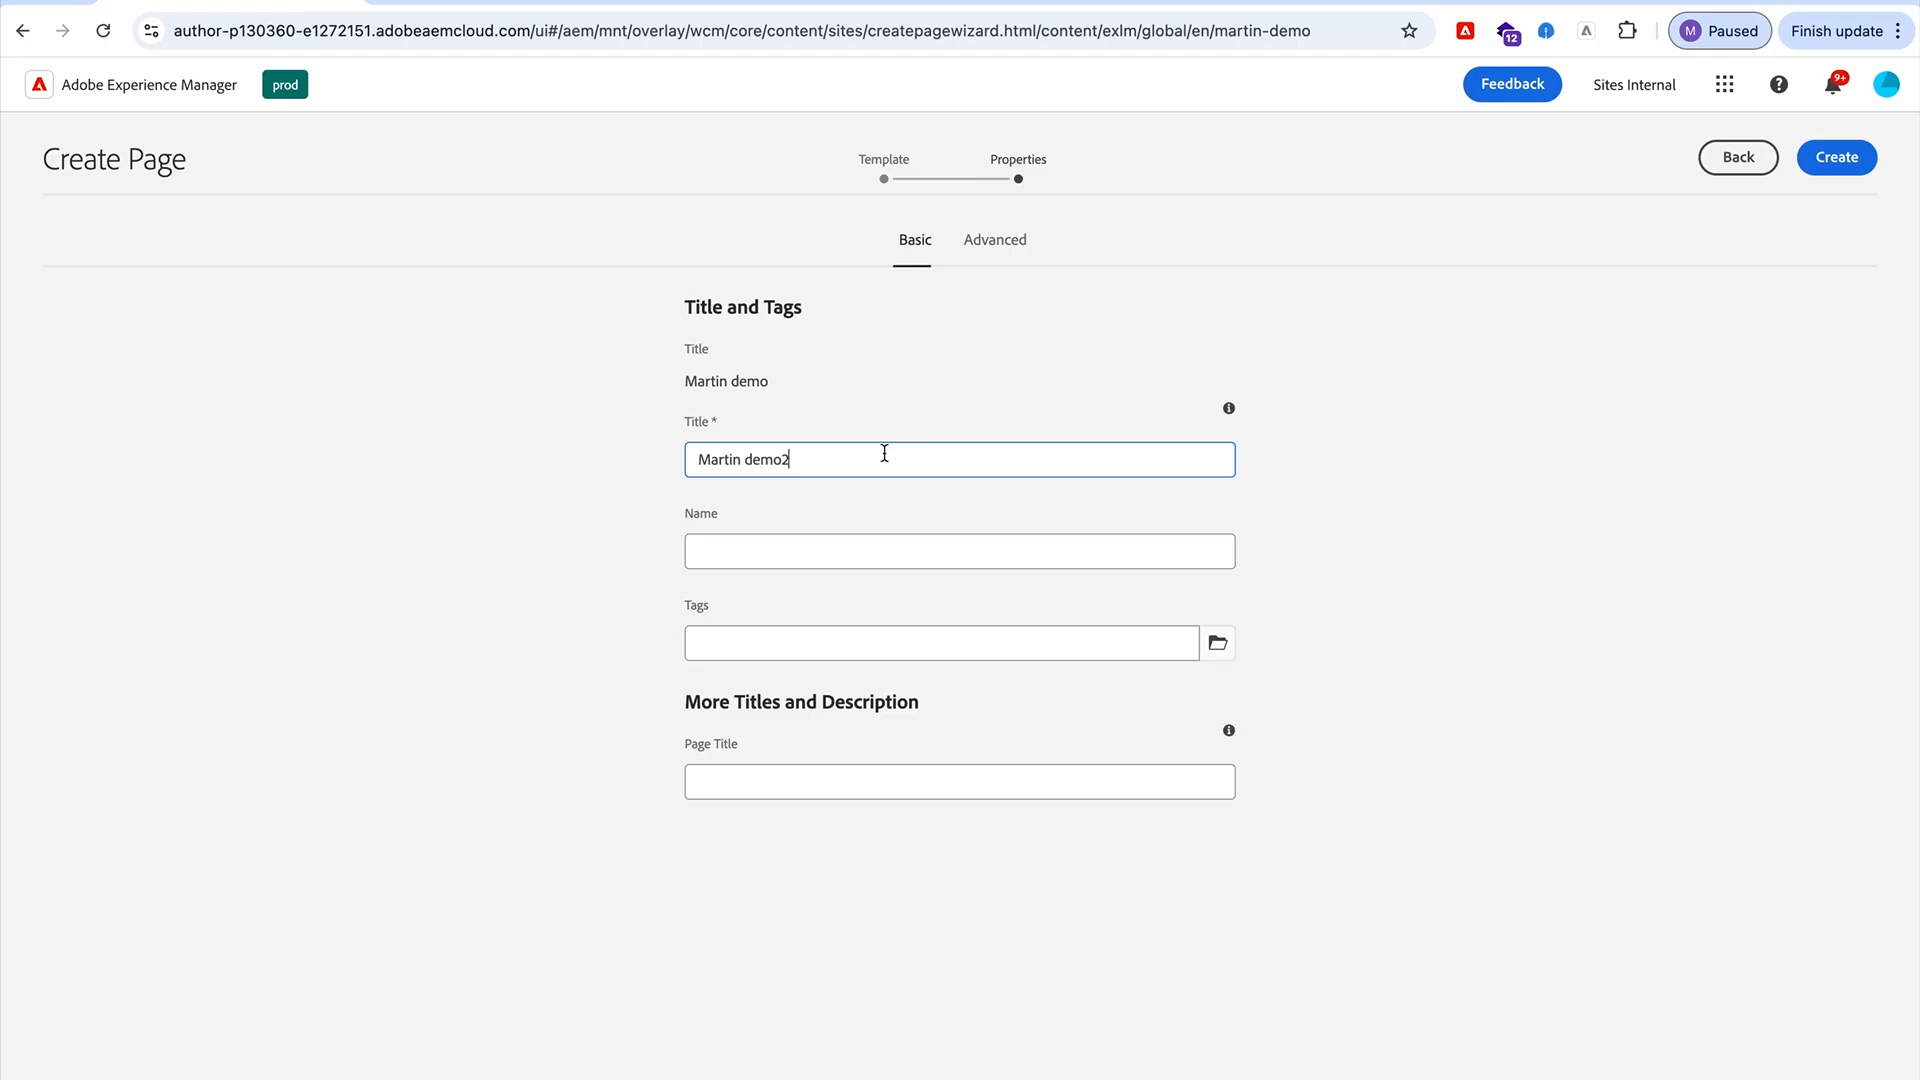 author-p130360-e1272151.adobeaemcloud.com/ui#/aem/mnt/overlay/wcm/core/content/sites/createpagewizard.html/content/exlm/global/en/martin-demo
12
M Paused
Finish update
Adobe Experience Manager
prod
Feedback
Sites Internal
9+
Create Page
Template
Properties
Back
Create
Basic
Advanced
Title and Tags
Title
Martin demo
Title *
Martin demo2
Name
Tags
More Titles and Description
Page Title